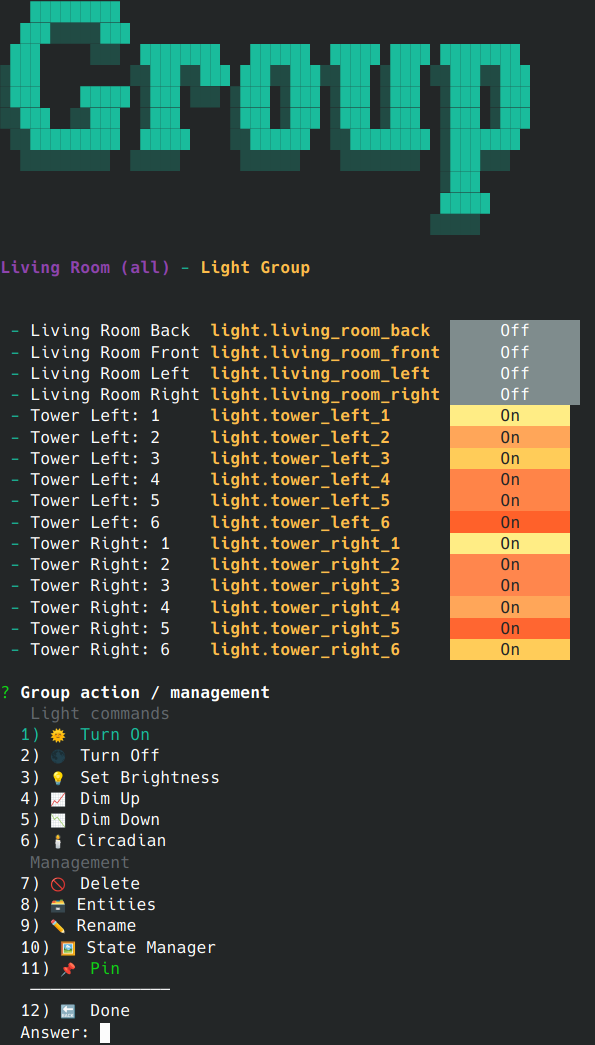 Group
Living Room (all) - Light Group
- Living Room Back light.living_room_back Off
- Living Room Front light.living_room_front Off
- Living Room Left light.living_room_left Off
- Living Room Right light.living_room_right Off
- Tower Left: 1 light.tower_left_1 On
- Tower Left: 2 light.tower_left_2 On
- Tower Left: 3 light.tower_left_3 On
- Tower Left: 4 light.tower_left_4 On
- Tower Left: 5 light.tower_left_5 On
- Tower Left: 6 light.tower_left_6 On
- Tower Right: 1 light.tower_right_1 On
- Tower Right: 2 light.tower_right_2 On
- Tower Right: 3 light.tower_right_3 On
- Tower Right: 4 light.tower_right_4 On
- Tower Right: 5 light.tower_right_5 On
- Tower Right: 6 light.tower_right_6 On
? Group action / management
Light commands
1) 🌞 Turn On
2) 🌑 Turn Off
3) 💡 Set Brightness
4) 📈 Dim Up
5) 📉 Dim Down
6) 🕯 Circadian
Management
7) 🚫 Delete
8) 🗃 Entities
9) ✏ Rename
10) 🖼 State Manager
11) 📌 Pin
──────────────
12) 🔙 Done
Answer: